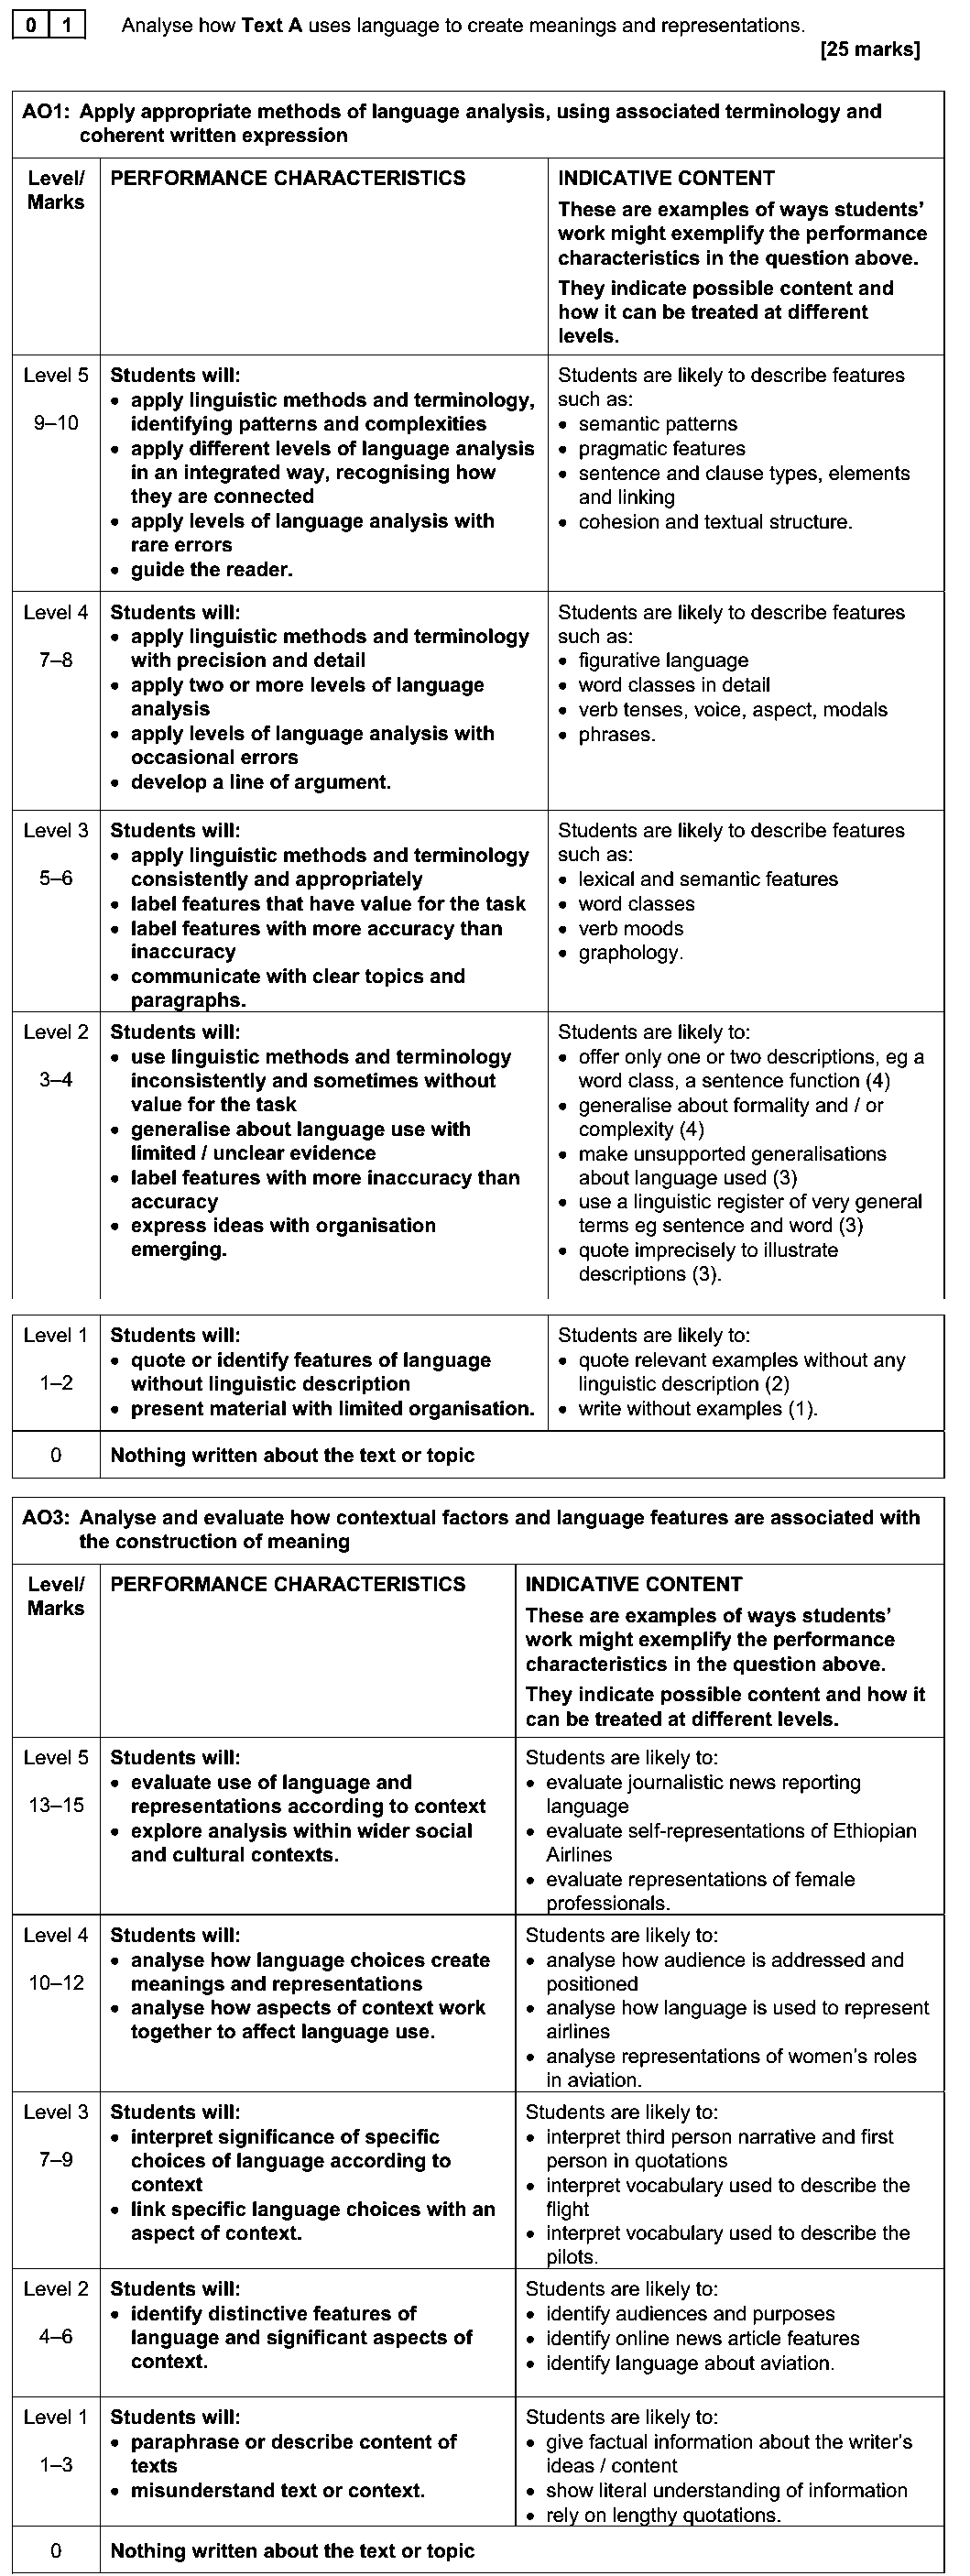 0 1 Analyse how Text A uses language to create meanings and representations.
[25 marks]
AO1: Apply appropriate methods of language analysis, using associated terminology and
coherent written expression
Level/
Marks
PERFORMANCE CHARACTERISTICS
INDICATIVE CONTENT
These are examples of ways students'
work might exemplify the performance
characteristics in the question above.
They indicate possible content and
how it can be treated at different
levels.
Level 5
9–10
Students will:
• apply linguistic methods and terminology,
identifying patterns and complexities
• apply different levels of language analysis
in an integrated way, recognising how
they are connected
• apply levels of language analysis with
rare errors
• guide the reader.
Students are likely to describe features
such as:
• semantic patterns
• pragmatic features
• sentence and clause types, elements
and linking
• cohesion and textual structure.
Level 4
7–8
Students will:
• apply linguistic methods and terminology
with precision and detail
• apply two or more levels of language
analysis
• apply levels of language analysis with
occasional errors
• develop a line of argument.
Students are likely to describe features
such as:
• figurative language
• word classes in detail
• verb tenses, voice, aspect, modals
• phrases.
Level 3
5–6
Students will:
• apply linguistic methods and terminology
consistently and appropriately
• label features that have value for the task
• label features with more accuracy than
inaccuracy
• communicate with clear topics and
paragraphs.
Students are likely to describe features
such as:
• lexical and semantic features
• word classes
• verb moods
• graphology.
Level 2
3–4
Students will:
• use linguistic methods and terminology
inconsistently and sometimes without
value for the task
• generalise about language use with
limited / unclear evidence
• label features with more inaccuracy than
accuracy
• express ideas with organisation
emerging.
Students are likely to:
• offer only one or two descriptions, eg a
word class, a sentence function (4)
• generalise about formality and / or
complexity (4)
• make unsupported generalisations
about language used (3)
• use a linguistic register of very general
terms eg sentence and word (3)
• quote imprecisely to illustrate
descriptions (3).
Level 1
1–2
Students will:
• quote or identify features of language
without linguistic description
• present material with limited organisation.
Students are likely to:
• quote relevant examples without any
linguistic description (2)
• write without examples (1).
0
Nothing written about the text or topic
AO3: Analyse and evaluate how contextual factors and language features are associated with
the construction of meaning
Level/
Marks
PERFORMANCE CHARACTERISTICS
INDICATIVE CONTENT
These are examples of ways students'
work might exemplify the performance
characteristics in the question above.
They indicate possible content and how it
can be treated at different levels.
Level 5
13–15
Students will:
• evaluate use of language and
representations according to context
• explore analysis within wider social
and cultural contexts.
Students are likely to:
• evaluate journalistic news reporting
language
• evaluate self-representations of Ethiopian
Airlines
• evaluate representations of female
professionals.
Level 4
10–12
Students will:
• analyse how language choices create
meanings and representations
• analyse how aspects of context work
together to affect language use.
Students are likely to:
• analyse how audience is addressed and
positioned
• analyse how language is used to represent
airlines
• analyse representations of women's roles
in aviation.
Level 3
7–9
Students will:
• interpret significance of specific
choices of language according to
context
• link specific language choices with an
aspect of context.
Students are likely to:
• interpret third person narrative and first
person in quotations
• interpret vocabulary used to describe the
flight
• interpret vocabulary used to describe the
pilots.
Level 2
4–6
Students will:
• identify distinctive features of
language and significant aspects of
context.
Students are likely to:
• identify audiences and purposes
• identify online news article features
• identify language about aviation.
Level 1
1–3
Students will:
• paraphrase or describe content of
texts
• misunderstand text or context.
Students are likely to:
• give factual information about the writer's
ideas / content
• show literal understanding of information
• rely on lengthy quotations.
0
Nothing written about the text or topic